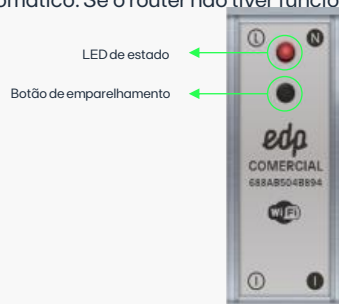 omático. Se o router não tiver funcio
L N
LED de estado
Botão de emparelhamento
edp
COMERCIAL
688AB504B894
WiFi
I I